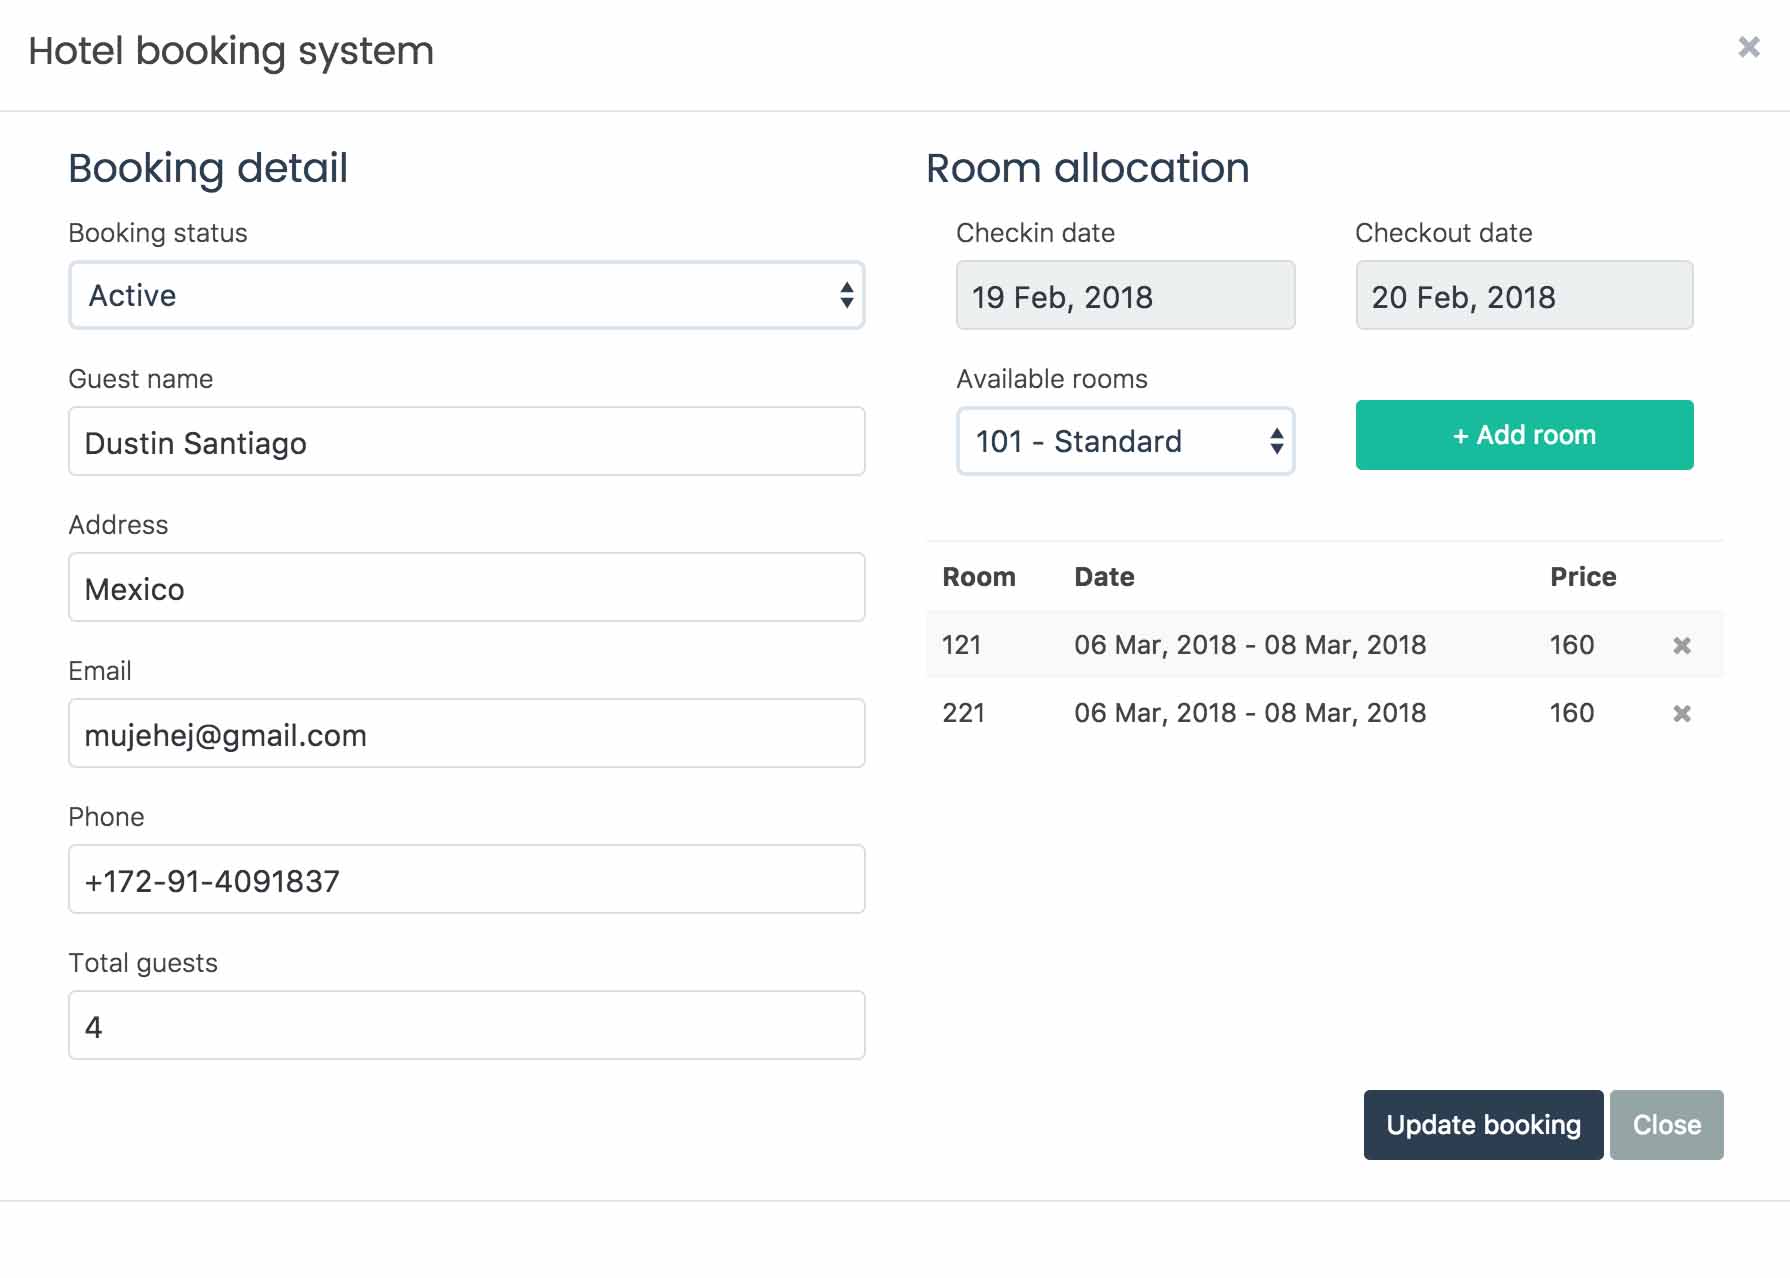 Hotel booking system
Booking detail
Booking status
Active
Guest name
Dustin Santiago
Address
Mexico
Email
mujehej@gmail.com
Phone
+172-91-4091837
Total guests
4
Room allocation
Checkin date
Checkout date
19 Feb, 2018
20 Feb, 2018
Available rooms
101 - Standard
+ Add room
Room Date Price
121 06 Mar, 2018 - 08 Mar, 2018 160
221 06 Mar, 2018 - 08 Mar, 2018 160
Update booking
Close